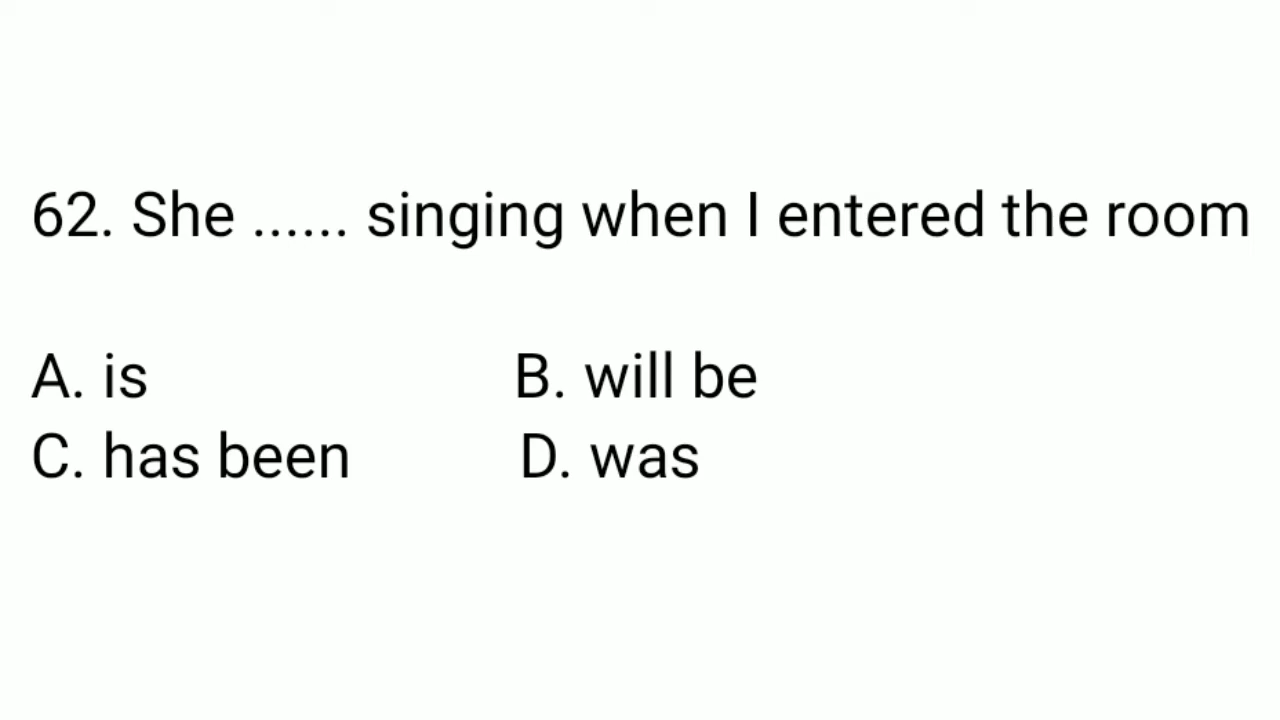 62. She ...... singing when I entered the room
A. is B. will be
C. has been D. was